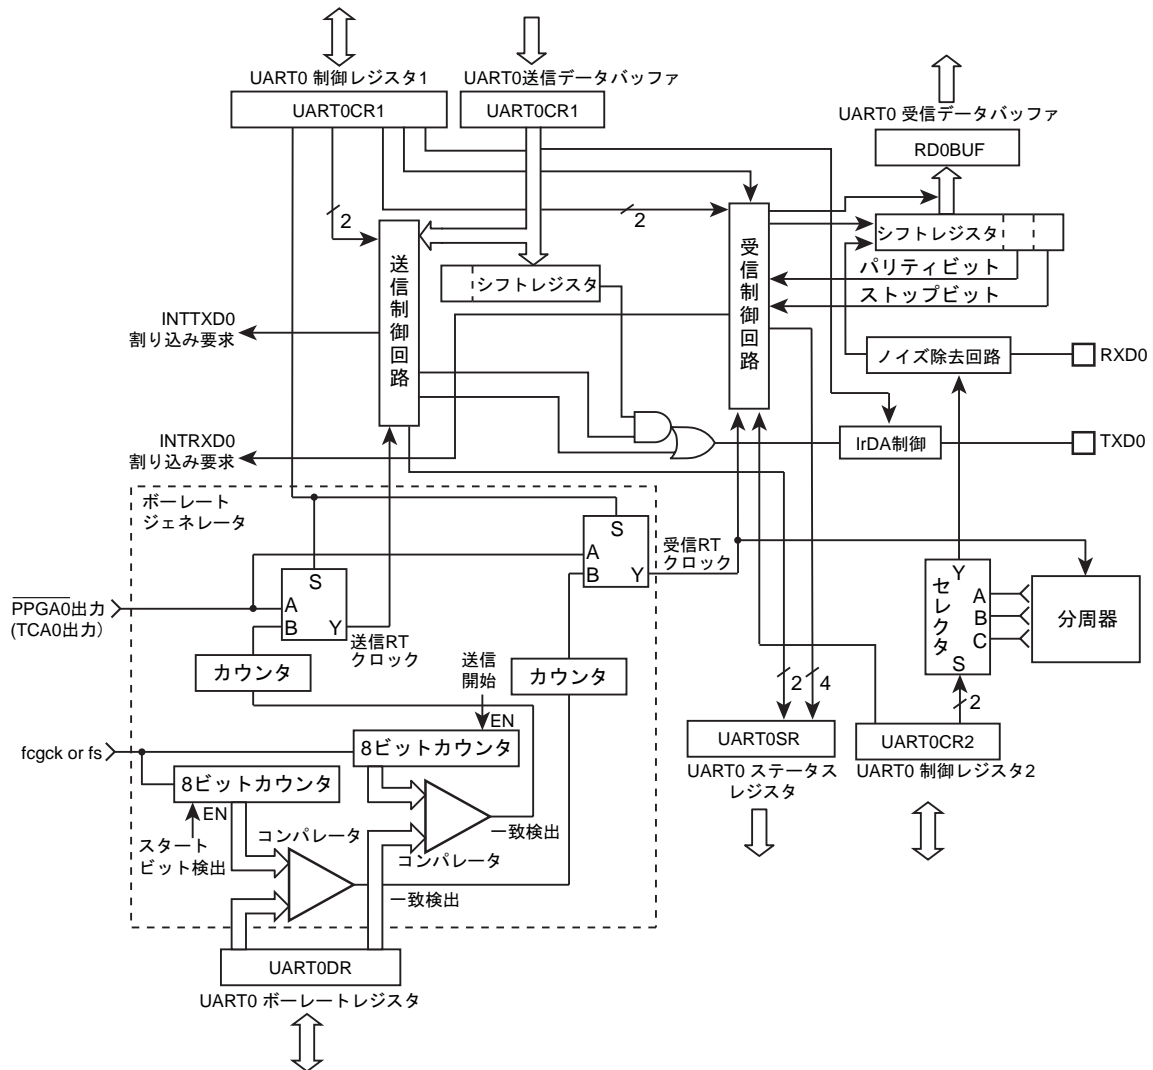 UART0 制御レジスタ1
UART0CR1
UART0送信データバッファ
UART0CR1
UART0 受信データバッファ
RD0BUF
2
2
送信制御回路
受信制御回路
シフトレジスタ
シフトレジスタ
パリティビット
ストップビット
INTTXD0
割り込み要求
ノイズ除去回路
RXD0
INTRXD0
割り込み要求
IrDA制御
TXD0
ボーレート
ジェネレータ
S
A
B
Y
受信RT
クロック
S
A
B
Y
送信RT
クロック
PPGA0出力
(TCA0出力)
Y
セレクタ
A
B
C
S
分周器
カウンタ
送信
開始
カウンタ
2
4
2
EN
8ビットカウンタ
fcgck or fs
8ビットカウンタ
EN
UART0SR
UART0 ステータス
レジスタ
UART0CR2
UART0 制御レジスタ2
スタート
ビット検出
コンパレータ
一致検出
コンパレータ
一致検出
UART0DR
UART0 ボーレートレジスタ